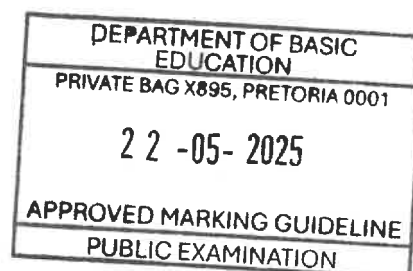 DEPARTMENT OF BASIC
EDUCATION
PRIVATE BAG X895, PRETORIA 0001
22 -05- 2025
APPROVED MARKING GUIDELINE
PUBLIC EXAMINATION